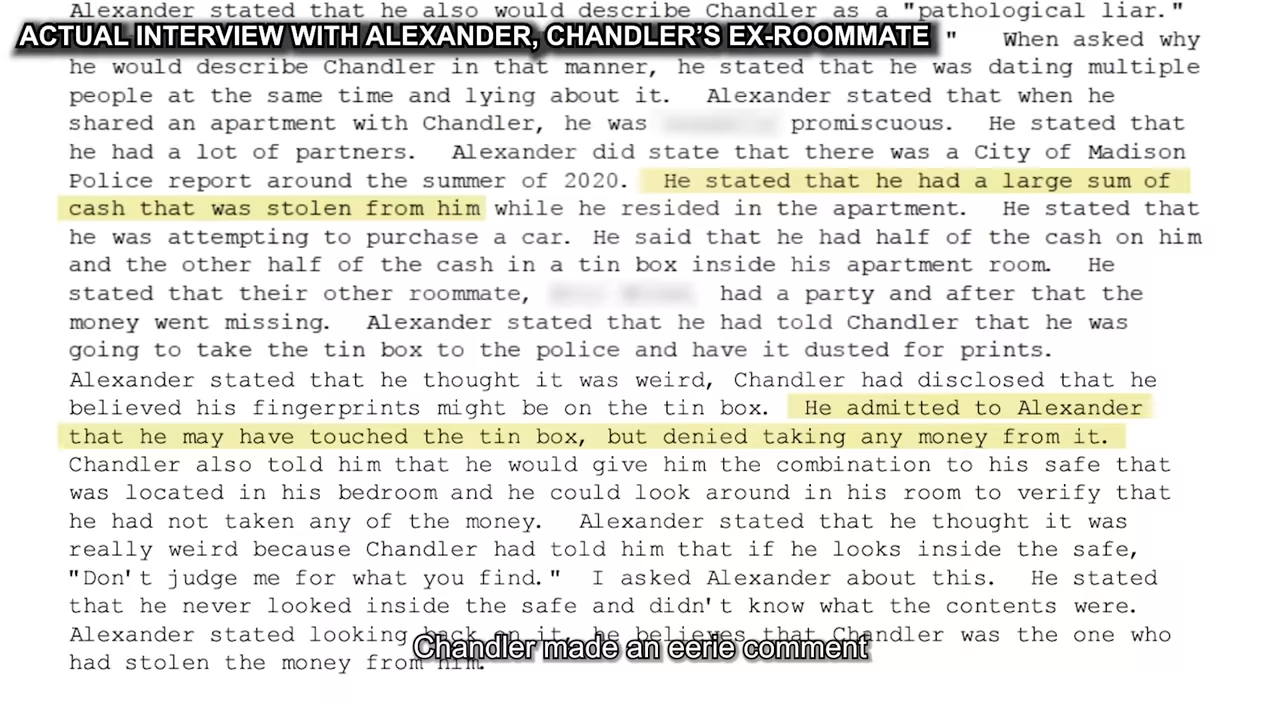 Alexander stated that he also would describe Chandler as a "pathological liar."
ACTUAL INTERVIEW WITH ALEXANDER, CHANDLER'S EX-ROOMMATE
" When asked why
he would describe Chandler in that manner, he stated that he was dating multiple
people at the same time and lying about it. Alexander stated that when he
shared an apartment with Chandler, he was promiscuous. He stated that
he had a lot of partners. Alexander did state that there was a City of Madison
Police report around the summer of 2020. He stated that he had a large sum of
cash that was stolen from him while he resided in the apartment. He stated that
he was attempting to purchase a car. He said that he had half of the cash on him
and the other half of the cash in a tin box inside his apartment room. He
stated that their other roommate, had a party and after that the
money went missing. Alexander stated that he had told Chandler that he was
going to take the tin box to the police and have it dusted for prints.
Alexander stated that he thought it was weird, Chandler had disclosed that he
believed his fingerprints might be on the tin box. He admitted to Alexander
that he may have touched the tin box, but denied taking any money from it.
Chandler also told him that he would give him the combination to his safe that
was located in his bedroom and he could look around in his room to verify that
he had not taken any of the money. Alexander stated that he thought it was
really weird because Chandler had told him that if he looks inside the safe,
"Don't judge me for what you find." I asked Alexander about this. He stated
that he never looked inside the safe and didn't know what the contents were.
Alexander stated looking back on it, he believes that Chandler was the one who
had stolen the money from him.
Chandler made an eerie comment